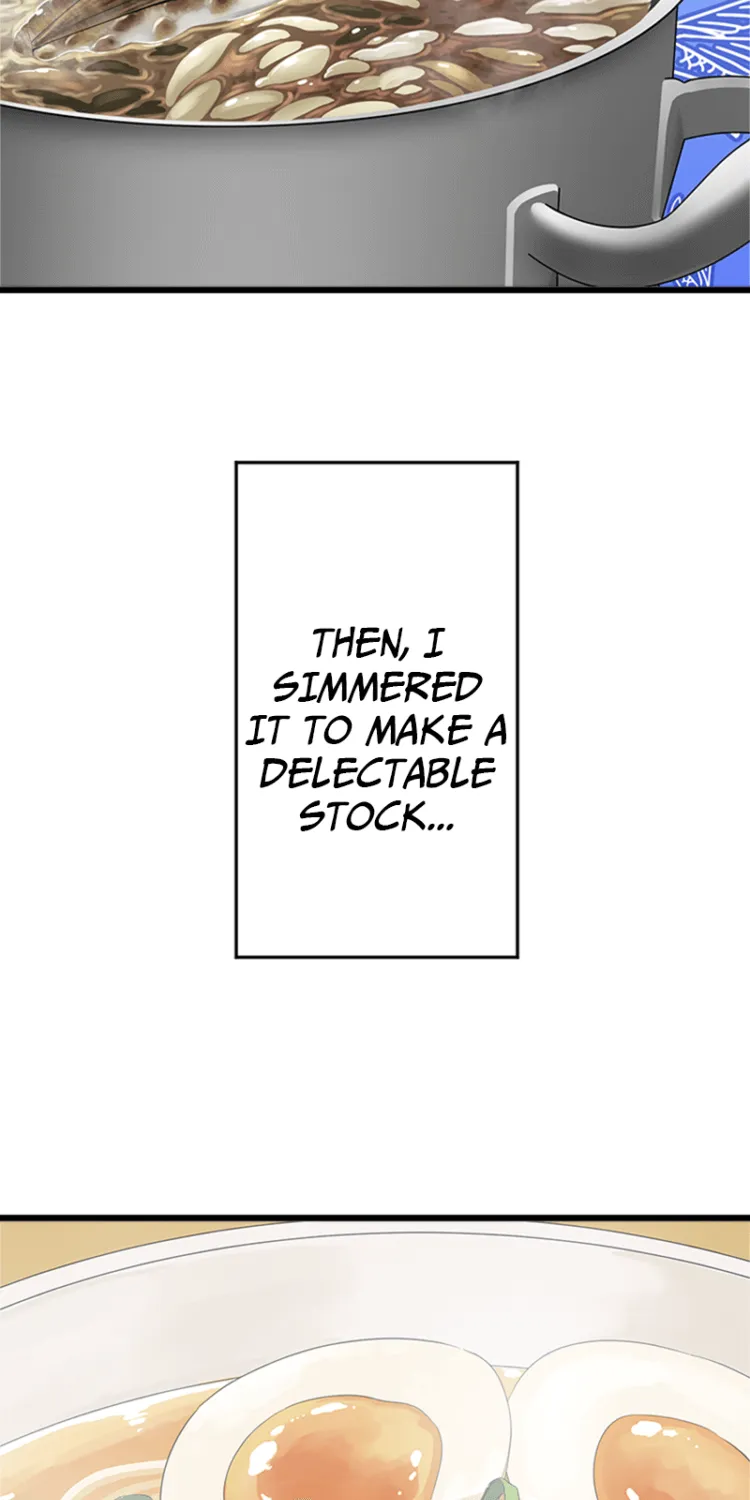 THEN, I
SIMMERED
IT TO MAKE A
DELECTABLE
STOCK...